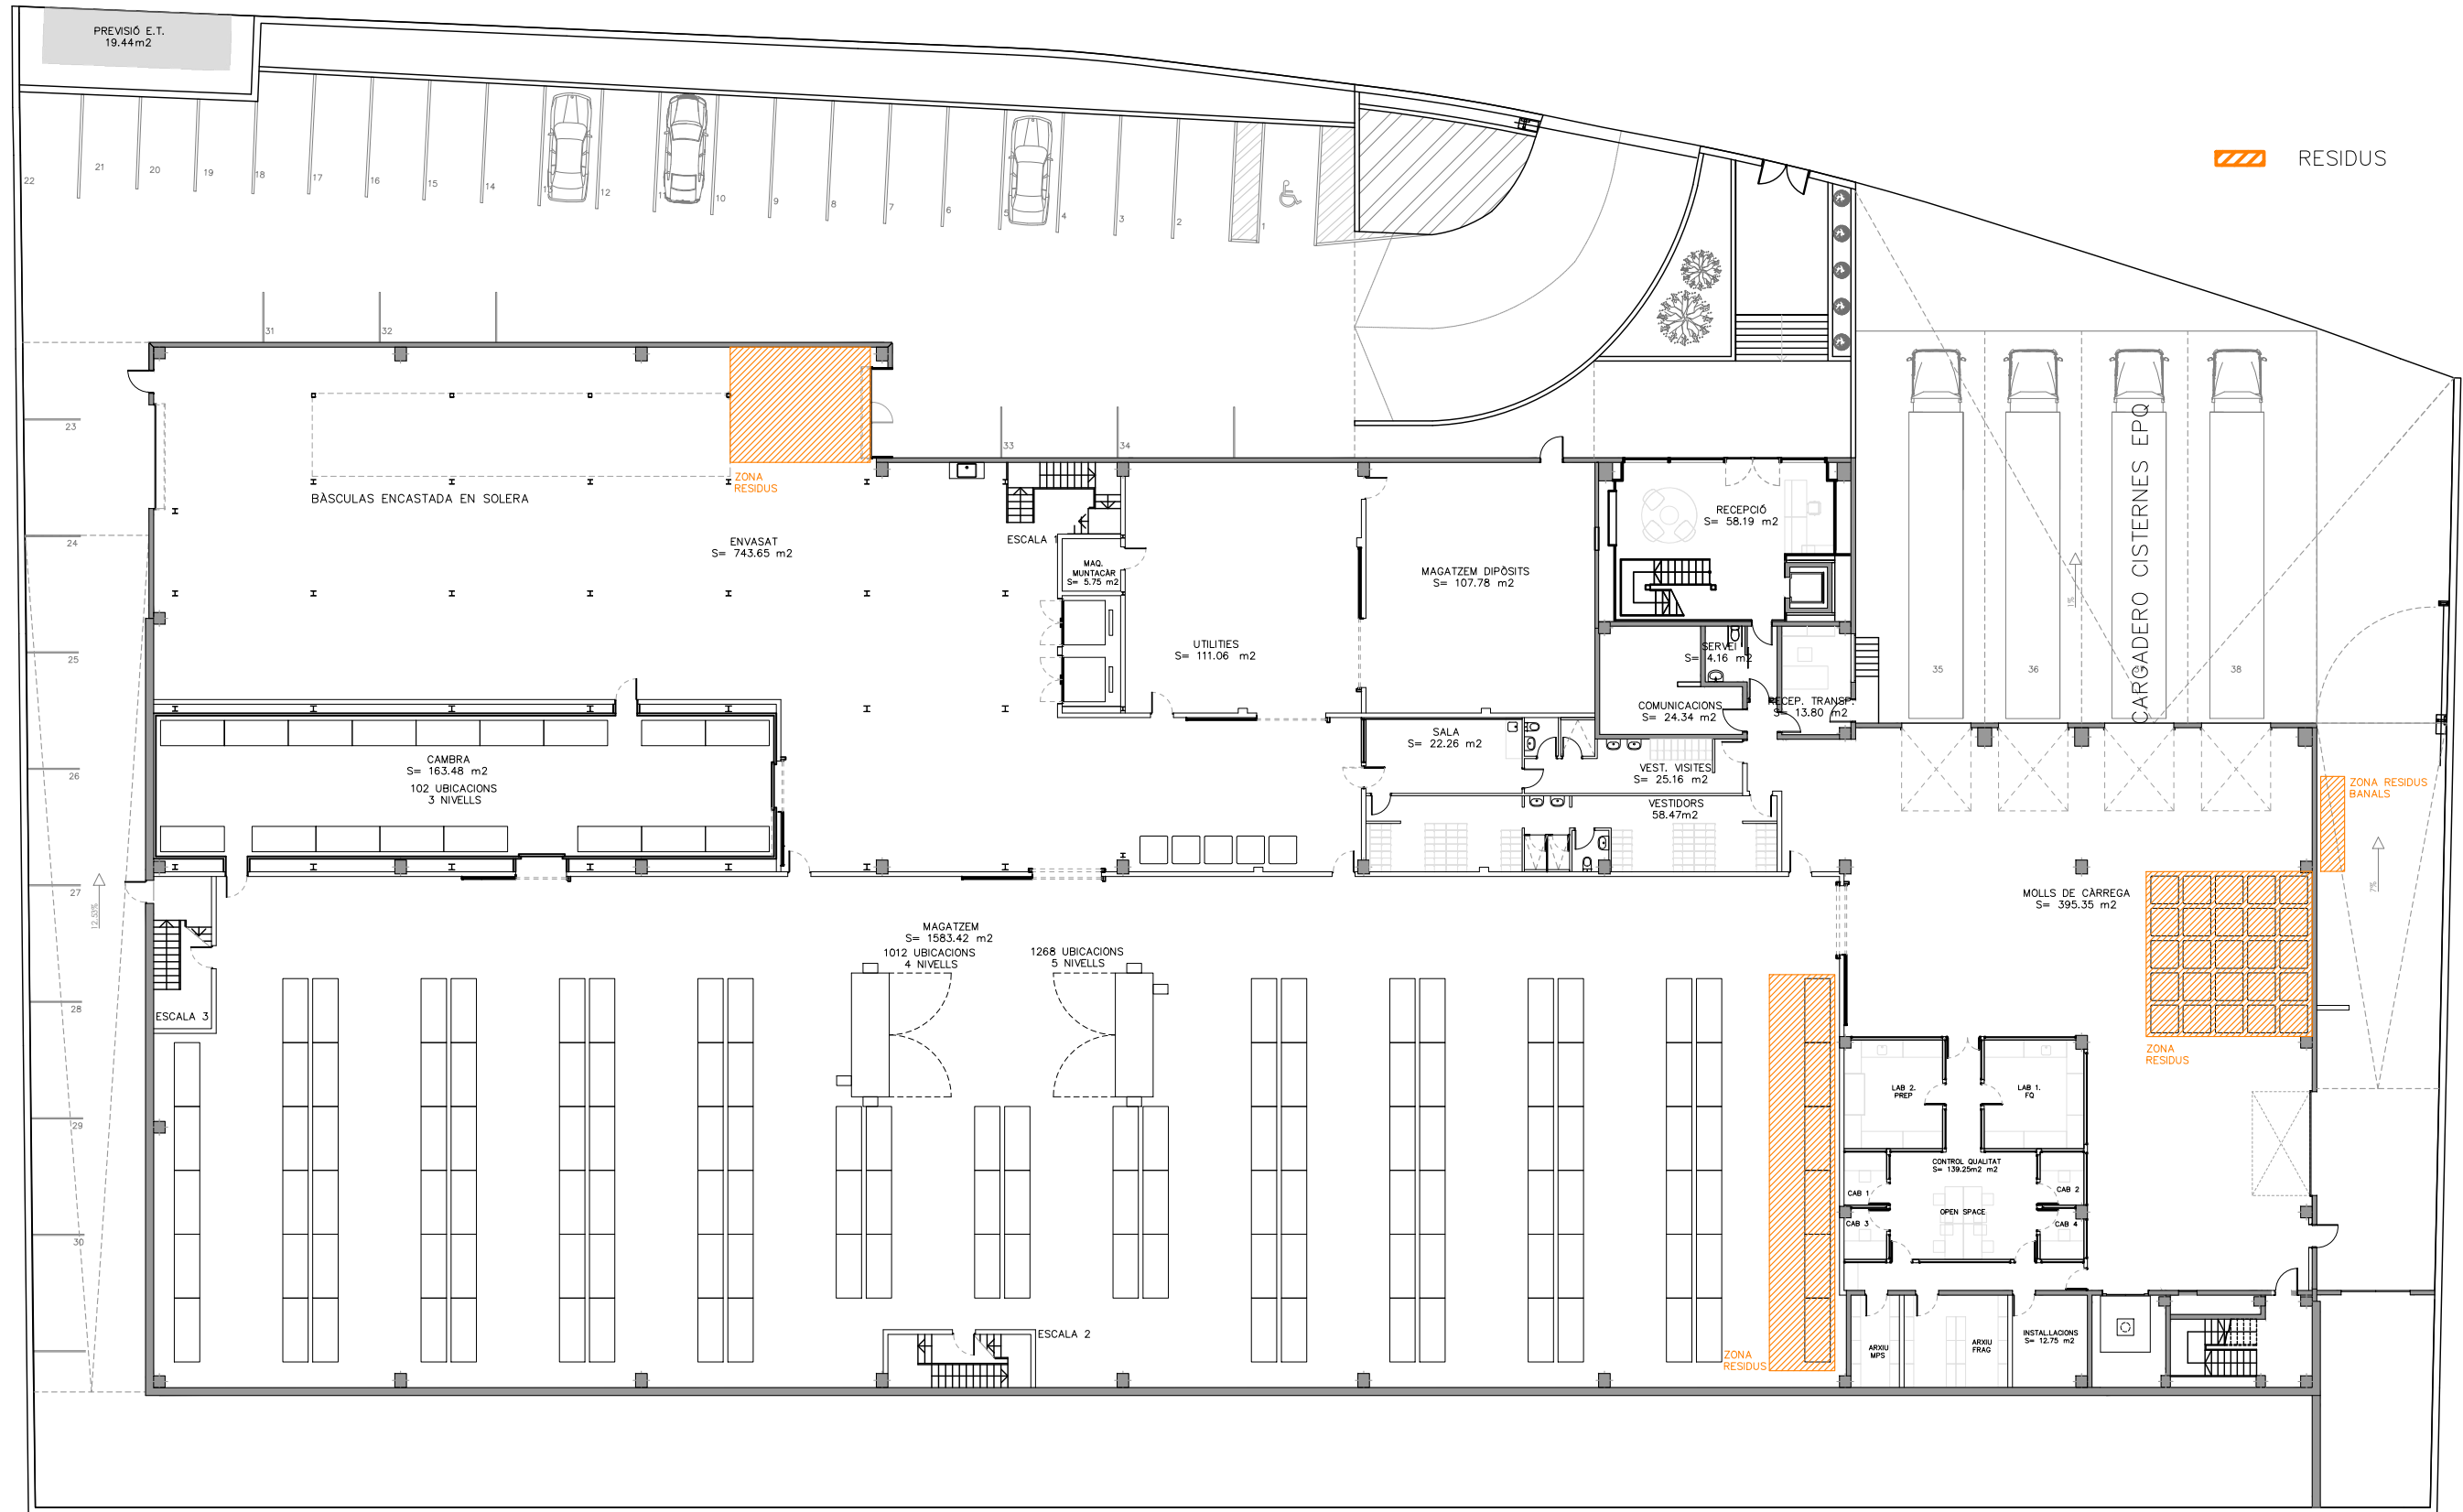 PREVISIÓ E.T.
19.44m2
RESIDUS
22
21
20
19
18
17
16
15
14
13
12
11
10
9
8
7
6
5
4
3
2
1
31
32
33
34
23
24
25
26
27
28
29
30
12.53%
ZONA
RESIDUS
BÀSCULAS ENCASTADA EN SOLERA
ENVASAT
S= 743.65 m2
ESCALA 1
MAQ.
MUNTACÀR
S= 5.75 m2
UTILITIES
S= 111.06 m2
MAGATZEM DIPÒSITS
S= 107.78 m2
RECEPCIÓ
S= 58.19 m2
SERVEI
S= 4.16 m2
COMUNICACIONS
S= 24.34 m2
RECEP. TRANSP.
S= 13.80 m2
CARGADERO CISTERNES EPQ
1%
35
36
38
CAMBRA
S= 163.48 m2
102 UBICACIONS
3 NIVELLS
SALA
S= 22.26 m2
VEST. VISITES
S= 25.16 m2
VESTIDORS
58.47m2
ZONA RESIDUS
BANALS
7%
MOLLS DE CÀRREGA
S= 395.35 m2
ZONA
RESIDUS
MAGATZEM
S= 1583.42 m2
1012 UBICACIONS
4 NIVELLS
1268 UBICACIONS
5 NIVELLS
ESCALA 3
ESCALA 2
ZONA
RESIDUS
LAB 2.
PREP
LAB 1.
FQ
CONTROL QUALITAT
S= 139.25m2 m2
CAB 1
CAB 2
CAB 3
OPEN SPACE
CAB 4
ARXIU
MPS
ARXIU
FRAG
INSTAL.LACIONS
S= 12.75 m2